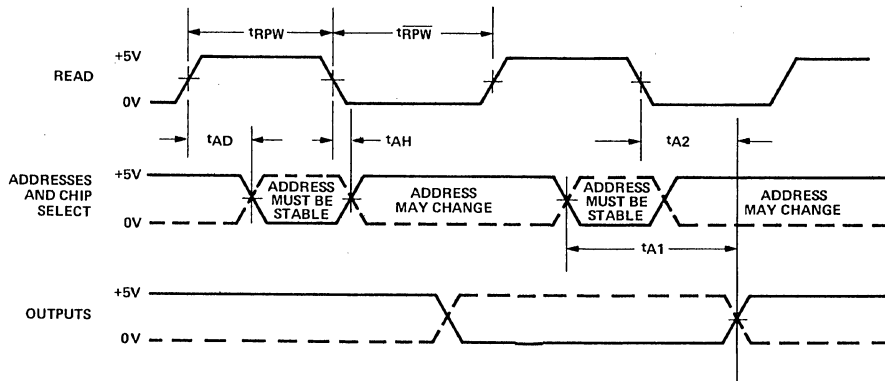 tRPW
tRPW
+5V
READ
0V
tAD
tAH
tA2
ADDRESSES
AND CHIP
SELECT
+5V
0V
ADDRESS
MUST BE
STABLE
ADDRESS
MAY CHANGE
ADDRESS
MUST BE
STABLE
ADDRESS
MAY CHANGE
tA1
+5V
OUTPUTS
0V